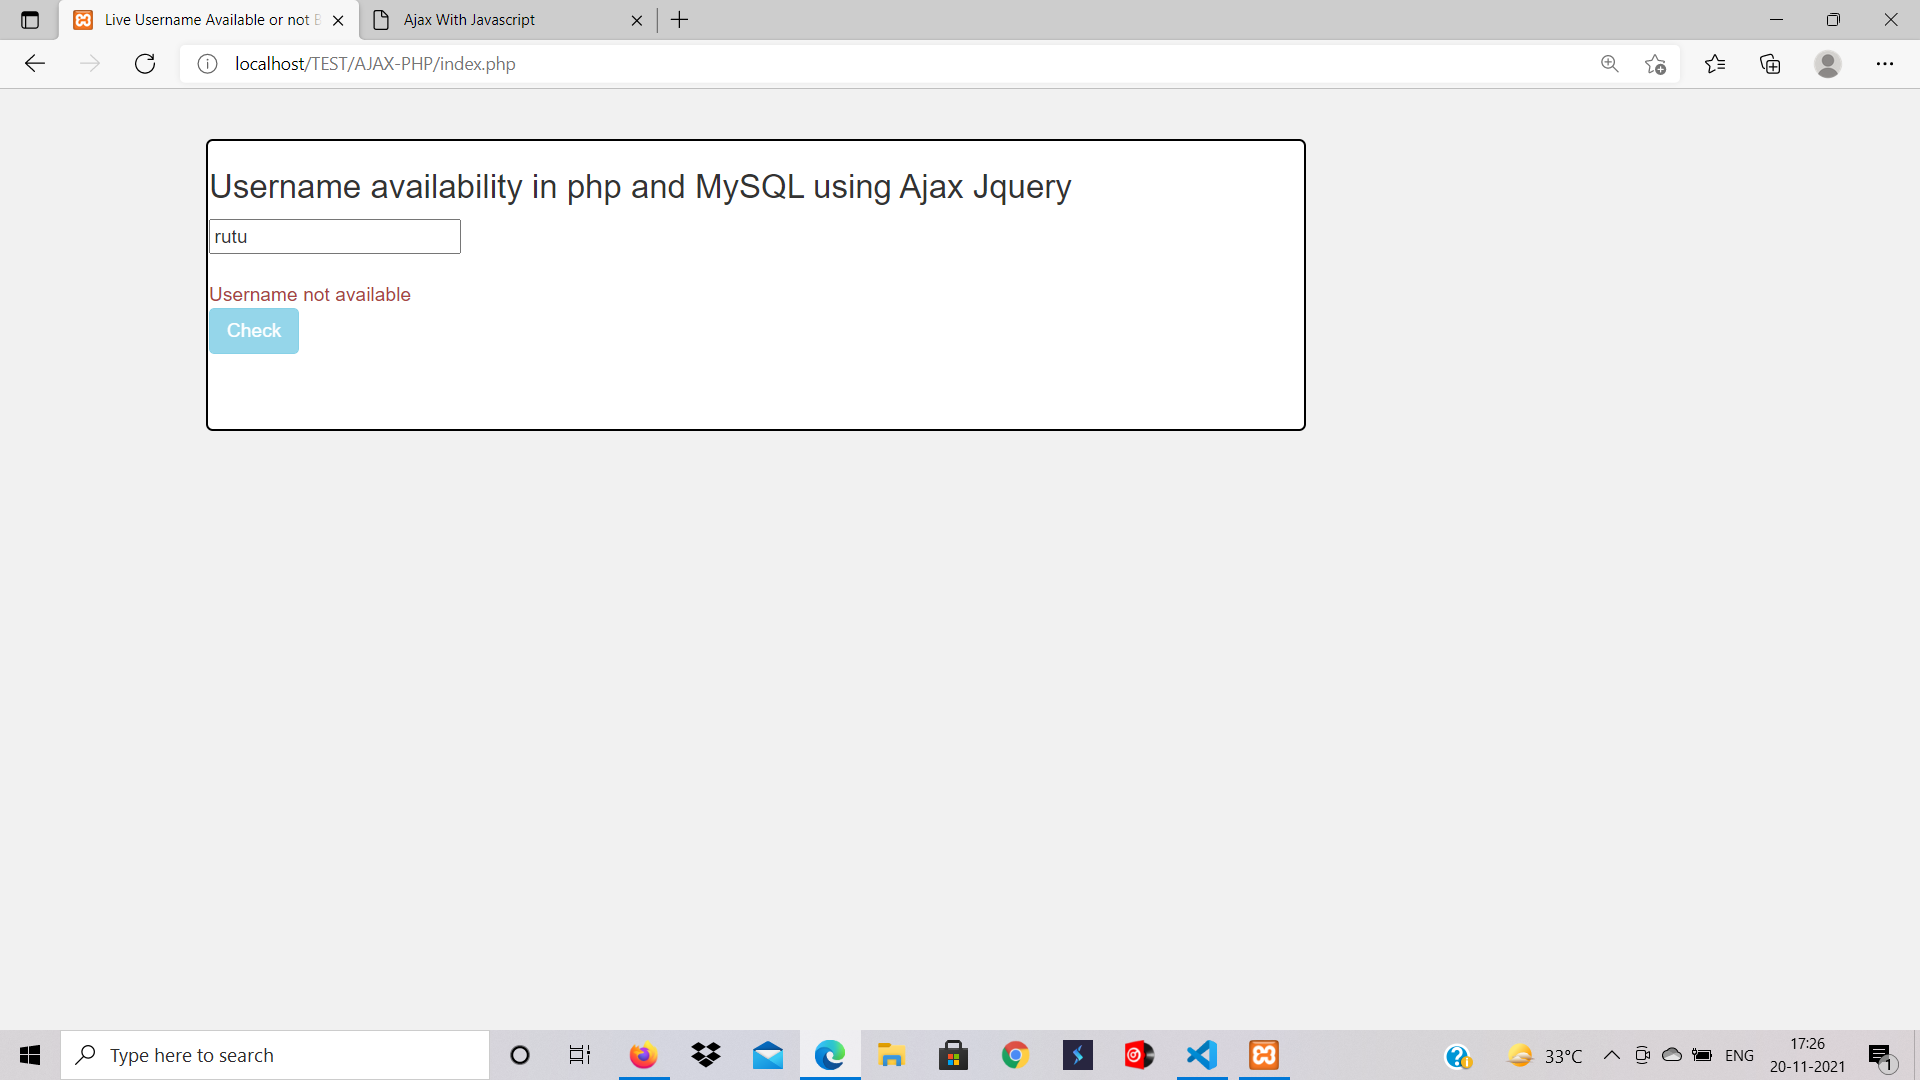 Live Username Available or not B
Ajax With Javascript
localhost/TEST/AJAX-PHP/index.php
Username availability in php and MySQL using Ajax Jquery
rutu
Username not available
Check
Type here to search
33°C
ENG
17:26
20-11-2021
1